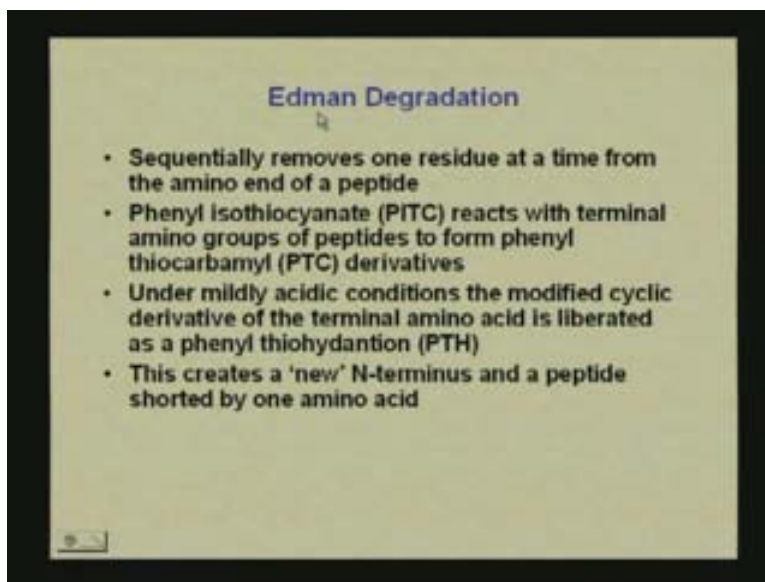 Edman Degradation
• Sequentially removes one residue at a time from
the amino end of a peptide
• Phenyl isothiocyanate (PITC) reacts with terminal
amino groups of peptides to form phenyl
thiocarbamyl (PTC) derivatives
• Under mildly acidic conditions the modified cyclic
derivative of the terminal amino acid is liberated
as a phenyl thiohydantion (PTH)
• This creates a 'new' N-terminus and a peptide
shorted by one amino acid